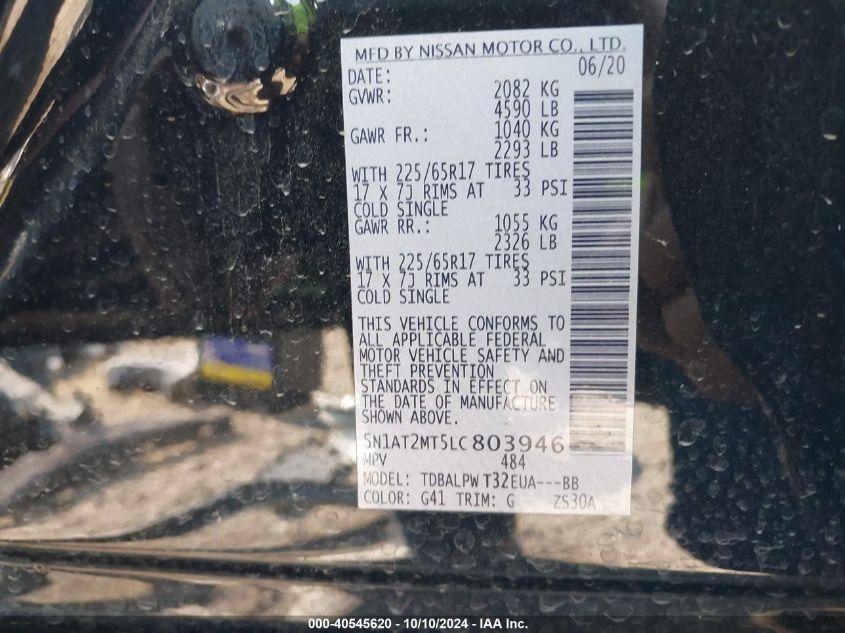 MFD BY NISSAN MOTOR CO., LTD.
DATE: 06/20
GVWR: 2082 KG
4590 LB
GAWR FR.: 1040 KG
2293 LB
WITH 225/65R17 TIRES
17 X 7J RIMS AT 33 PSI
COLD SINGLE
GAWR RR.: 1055 KG
2326 LB
WITH 225/65R17 TIRES
17 X 7J RIMS AT 33 PSI
COLD SINGLE
THIS VEHICLE CONFORMS TO
ALL APPLICABLE FEDERAL
MOTOR VEHICLE SAFETY AND
THEFT PREVENTION
STANDARDS IN EFFECT ON
THE DATE OF MANUFACTURE
SHOWN ABOVE.
5N1AT2MT5LC803946
MPV 484
MODEL: TDBALPW T32EUA---BB
COLOR: G41 TRIM: G ZS30A
000-40545620 - 10/10/2024 - IAA Inc.